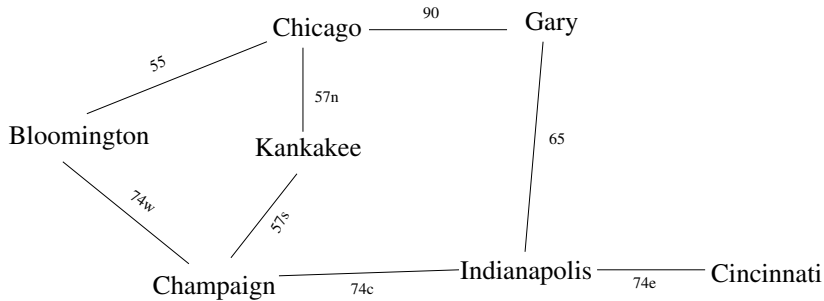 90
Gary
Chicago
55
57n
Bloomington
Kankakee
65
74w
57s
Champaign
74c
Indianapolis
74e
Cincinnati